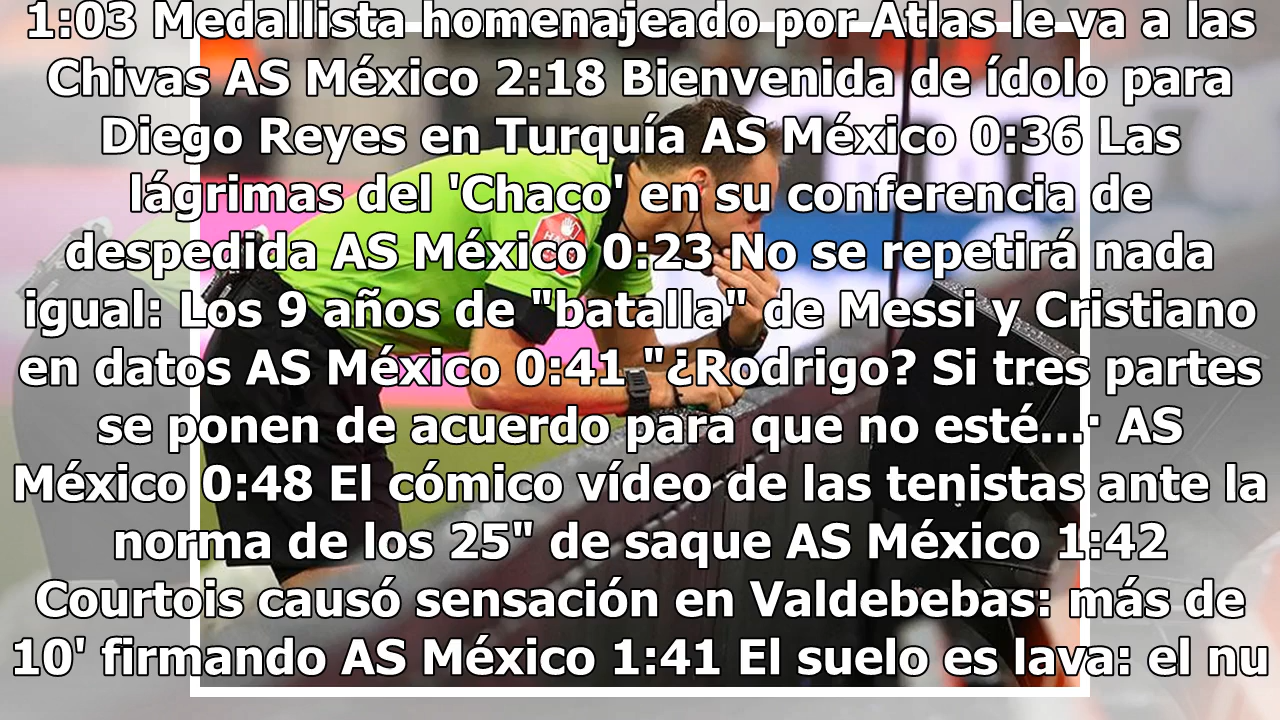 1:03 Medallista homenajeado por Atlas le va a las
Chivas AS México 2:18 Bienvenida de ídolo para
Diego Reyes en Turquía AS México 0:36 Las
lágrimas del 'Chaco' en su conferencia de
despedida AS México 0:23 No se repetirá nada
igual: Los 9 años de "batalla" de Messi y Cristiano
en datos AS México 0:41 "¿Rodrigo? Si tres partes
se ponen de acuerdo para que no esté...· AS
México 0:48 El cómico vídeo de las tenistas ante la
norma de los 25" de saque AS México 1:42
Courtois causó sensación en Valdebebas: más de
10' firmando AS México 1:41 El suelo es lava: el nu